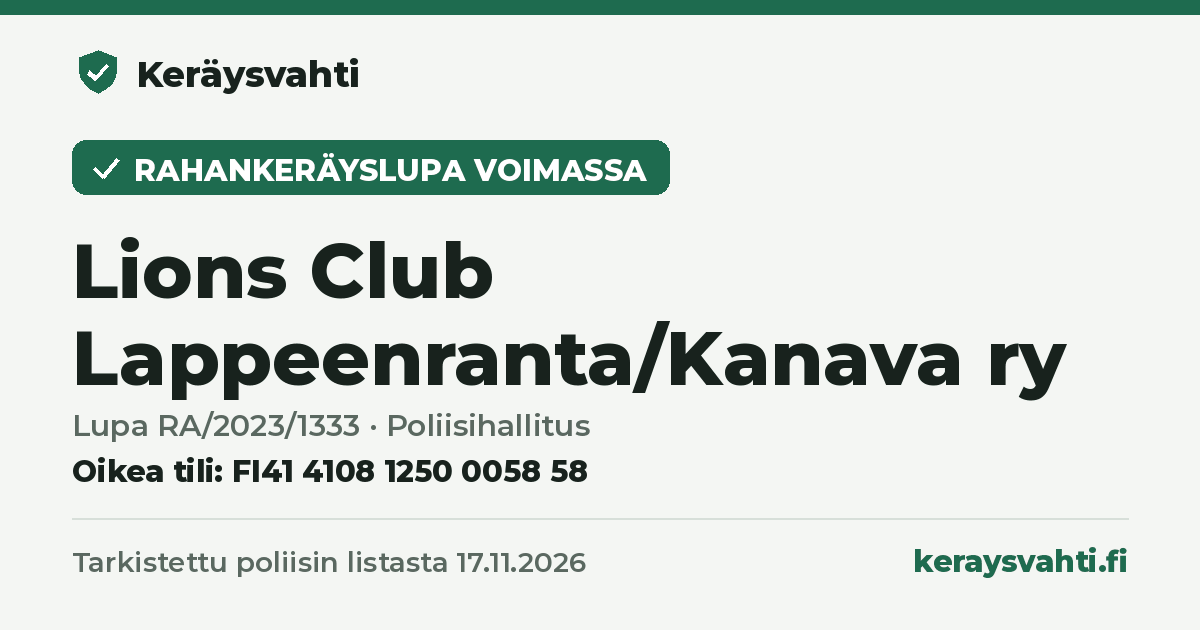 Keräysvahti
RAHANKERÄYSLUPA VOIMASSA
Lions Club
Lappeenranta/Kanava ry
Lupa RA/2023/1333 · Poliisihallitus
Oikea tili: FI41 4108 1250 0058 58
Tarkistettu poliisin listasta 17.11.2026
keraysvahti.fi